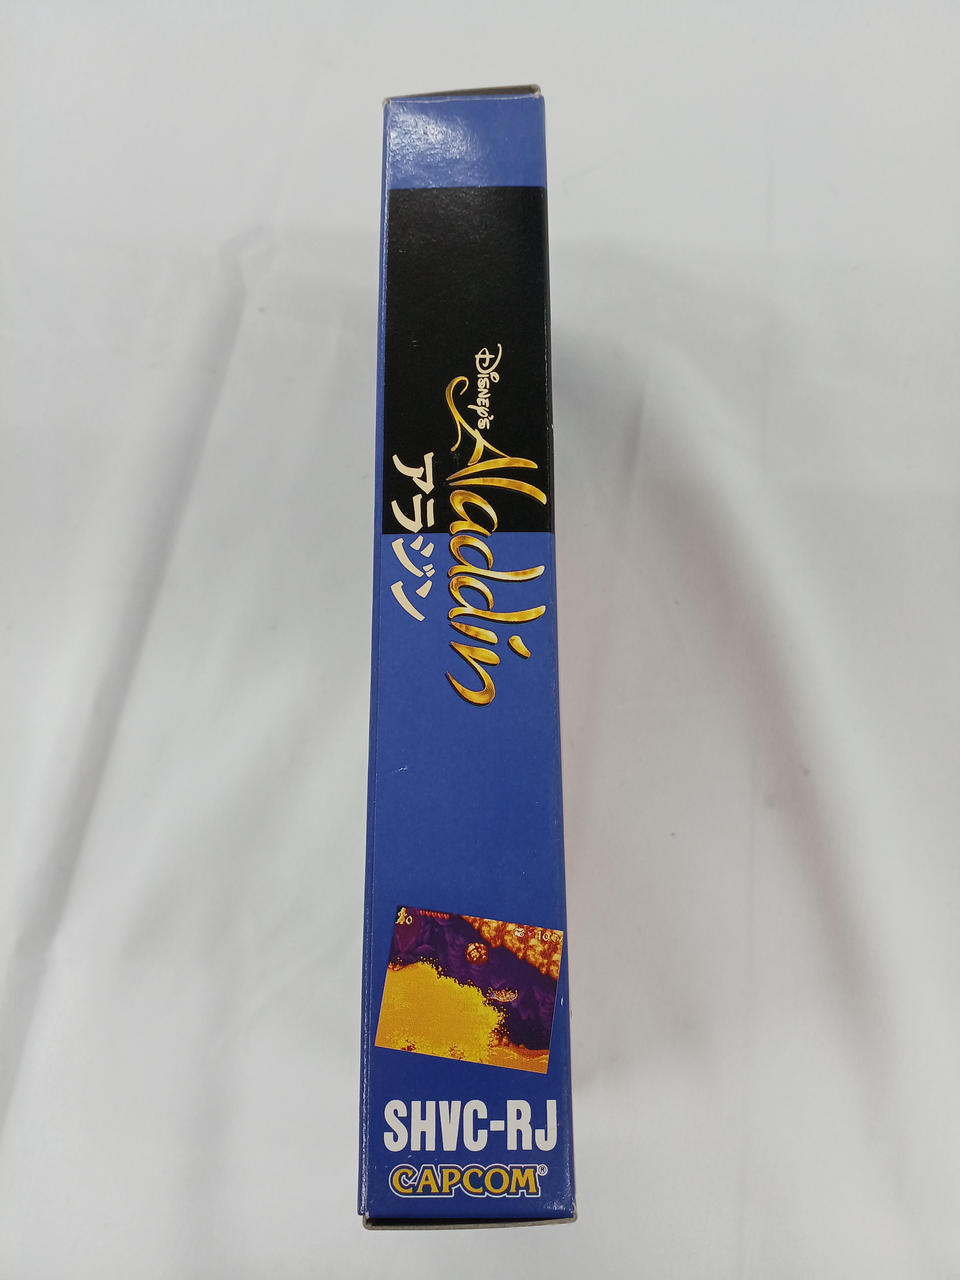 Disney's
Aladdin
アラジン
SHVC-RJ
CAPCOM®